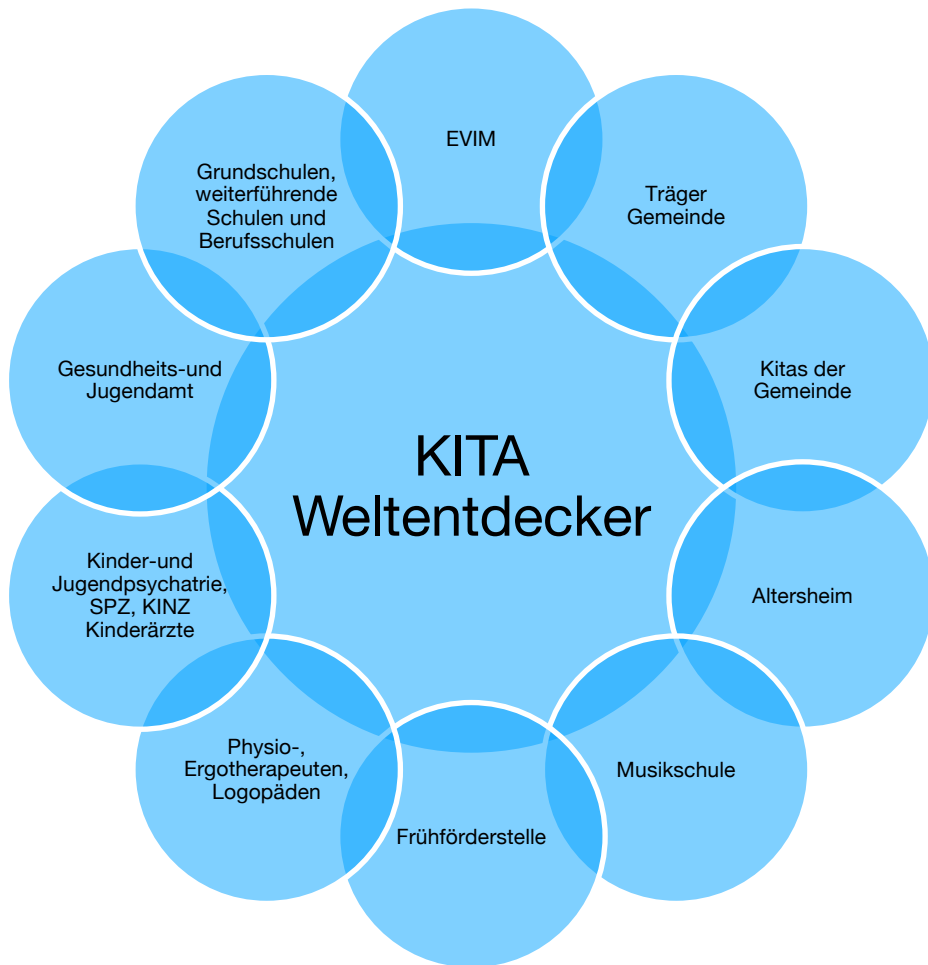 EVIM
Träger
Gemeinde
Kitas der
Gemeinde
Altersheim
Musikschule
Frühförderstelle
Physio-,
Ergotherapeuten,
Logopäden
Kinder-und
Jugendpsychatrie,
SPZ, KINZ
Kinderärzte
Gesundheits-und
Jugendamt
Grundschulen,
weiterführende
Schulen und
Berufsschulen
KITA
Weltentdecker